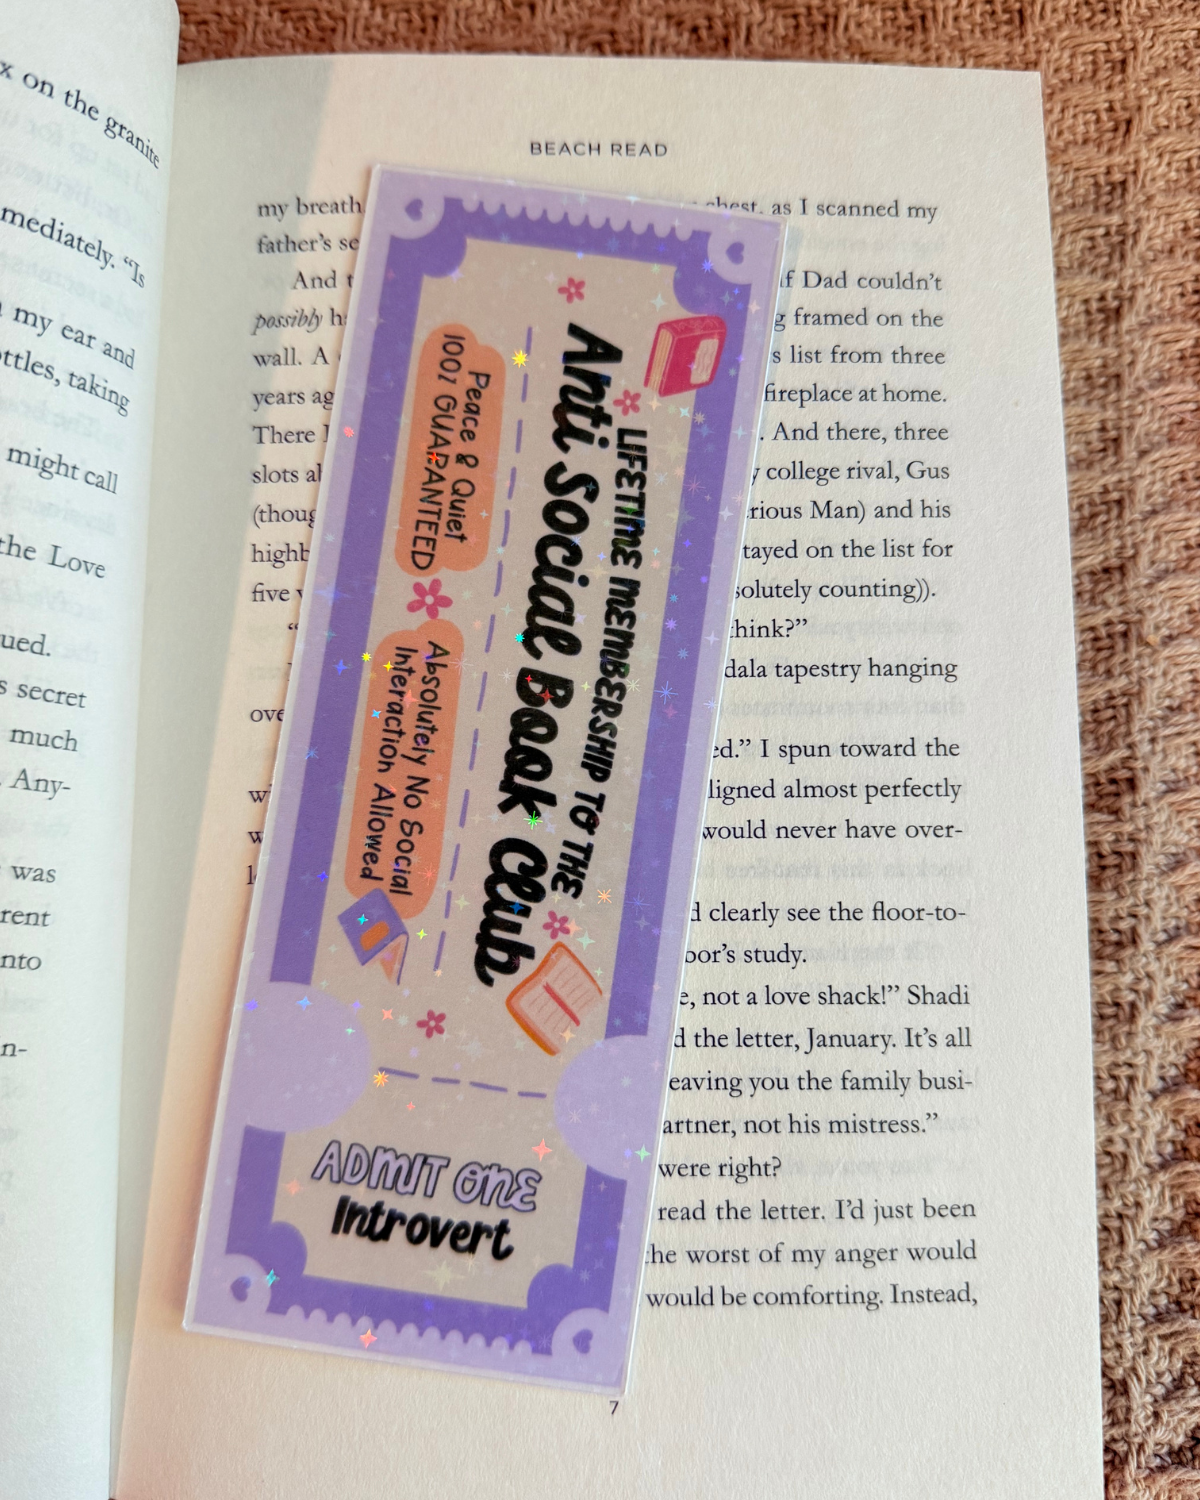 x on the granite
mediately. “Is
my ear and
ottles, taking
might call
the Love
ued.
s secret
much
Any-
was
rent
nto
n-
BEACH READ
my breath chest, as I scanned my
father’s se
And t if Dad couldn’t
possibly h g framed on the
wall. A s list from three
years ag fireplace at home.
There . And there, three
slots ab y college rival, Gus
(thoug rious Man) and his
highb tayed on the list for
five solutely counting)).
“ think?”
dala tapestry hanging
ove
ed.” I spun toward the
w ligned almost perfectly
w would never have over-
l
d clearly see the floor-to-
oor’s study.
e, not a love shack!” Shadi
d the letter, January. It’s all
eaving you the family busi-
artner, not his mistress.”
were right?
read the letter. I’d just been
the worst of my anger would
would be comforting. Instead,
7
LIFETIME MEMBERSHIP TO THE
Anti Social Book Club
Peace & Quiet
100% GUARANTEED
Absolutely No Social
Interaction Allowed
ADMIT ONE
Introvert